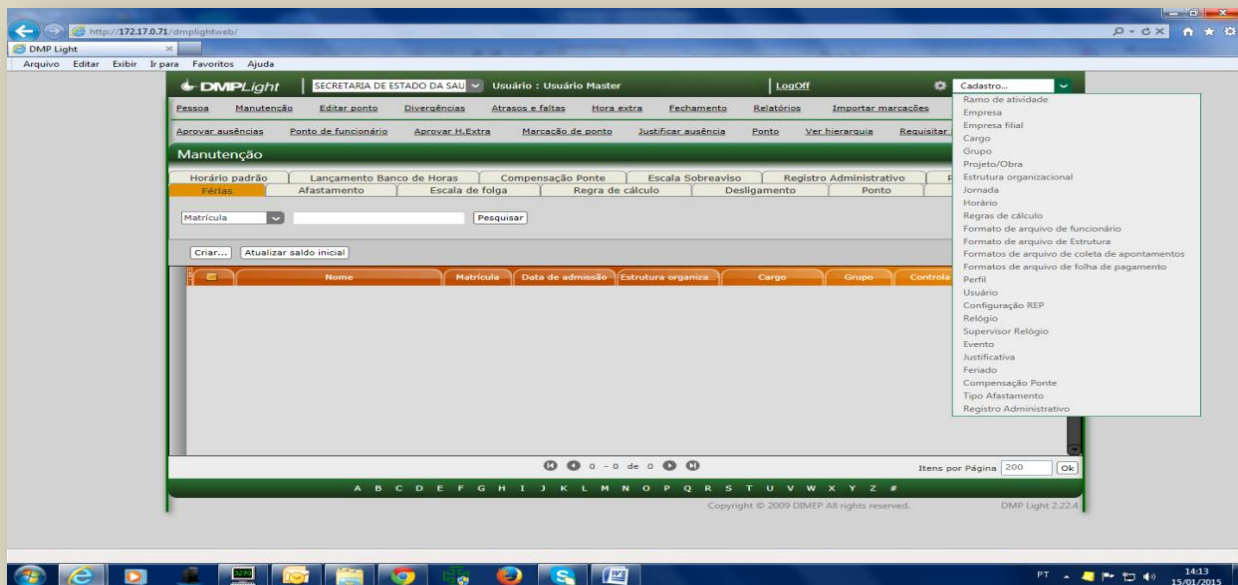 http://172.17.0.71/dmplightweb/
DMP Light
Arquivo Editar Exibir Ir para Favoritos Ajuda
DMPLight SECRETARIA DE ESTADO DA SAU Usuário : Usuário Master LogOff Cadastro...
Pessoa Manutenção Editar ponto Divergências Atrasos e faltas Hora extra Fechamento Relatórios Importar marcações
Aprovar ausências Ponto de funcionário Aprovar H.Extra Marcação de ponto Justificar ausência Ponto Ver hierarquia Requisitar
Manutenção
Horário padrão Lançamento Banco de Horas Compensação Ponte Escala Sobreaviso Registro Administrativo
Férias Afastamento Escala de folga Regra de cálculo Desligamento Ponto
Matrícula Pesquisar
Criar... Atualizar saldo inicial
Nome Matrícula Data de admissão Estrutura organiza... Cargo Grupo Controla
Ramo de atividade
Empresa
Empresa filial
Cargo
Grupo
Projeto/Obra
Estrutura organizacional
Jornada
Horário
Regras de cálculo
Formato de arquivo de funcionário
Formato de arquivo de Estrutura
Formatos de arquivo de coleta de apontamentos
Formatos de arquivo de folha de pagamento
Perfil
Usuário
Configuração REP
Relógio
Supervisor Relógio
Evento
Justificativa
Feriado
Compensação Ponte
Tipo Afastamento
Registro Administrativo
0 - 0 de 0 Itens por Página 200 Ok
A B C D E F G H I J K L M N O P Q R S T U V W X Y Z #
Copyright © 2009 DIMEP All rights reserved. DMP Light 2.22.4
3270
PT 14:13
15/01/2015